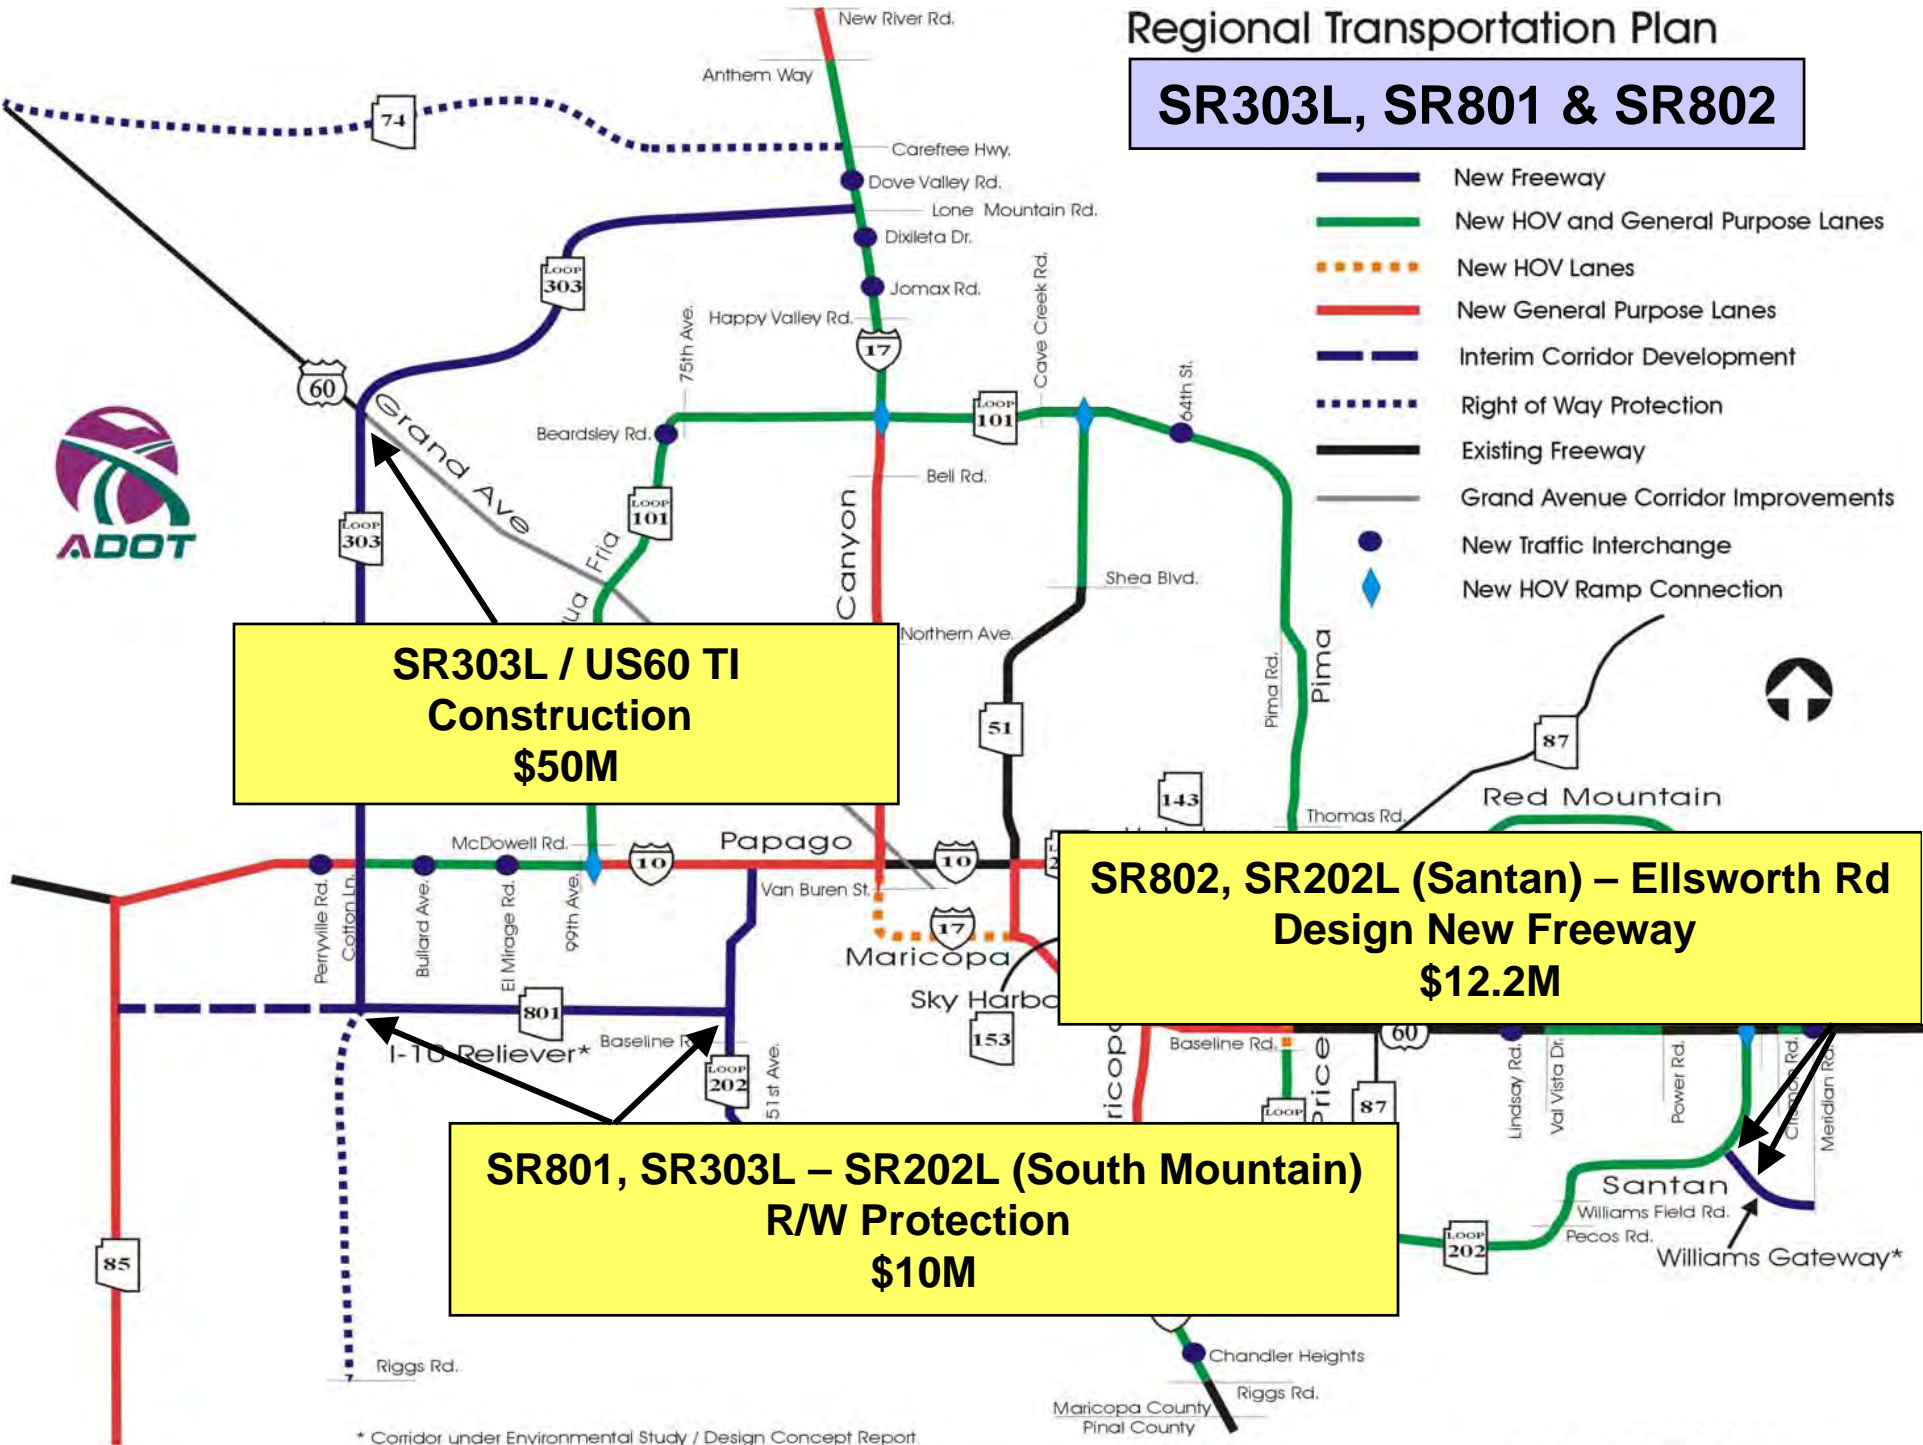 Regional Transportation Plan
SR303L, SR801 & SR802
New Freeway
New HOV and General Purpose Lanes
New HOV Lanes
New General Purpose Lanes
Interim Corridor Development
Right of Way Protection
Existing Freeway
Grand Avenue Corridor Improvements
New Traffic Interchange
New HOV Ramp Connection
New River Rd.
Anthem Way
74
Carefree Hwy.
Dove Valley Rd.
Lone Mountain Rd.
Dixileta Dr.
LOOP
303
Jomax Rd.
Happy Valley Rd.
17
75th Ave.
Cave Creek Rd.
64th St.
60
Grand Ave
LOOP
101
Beardsley Rd.
Bell Rd.
LOOP
101
LOOP
303
ADOT
Fria
Canyon
Shea Blvd.
Northern Ave.
Pima Rd.
Pima
SR303L / US60 TI
Construction
$50M
51
87
143
Red Mountain
Thomas Rd.
McDowell Rd.
10
Papago
10
Van Buren St.
Perryville Rd.
Cotton Ln.
Bullard Ave.
El Mirage Rd.
99th Ave.
17
Maricopa
SR802, SR202L (Santan) – Ellsworth Rd
Design New Freeway
$12.2M
801
I-10 Reliever*
Baseline
LOOP
202
51st Ave.
153
Baseline Rd.
Price
60
LOOP
87
Lindsay Rd.
Val Vista Dr.
Power Rd.
Crismon Rd.
Meridian Rd.
SR801, SR303L – SR202L (South Mountain)
R/W Protection
$10M
Santan
Williams Field Rd.
Pecos Rd.
LOOP
202
Williams Gateway*
85
Riggs Rd.
Chandler Heights
Riggs Rd.
Maricopa County
Pinal County
* Corridor under Environmental Study / Design Concept Report